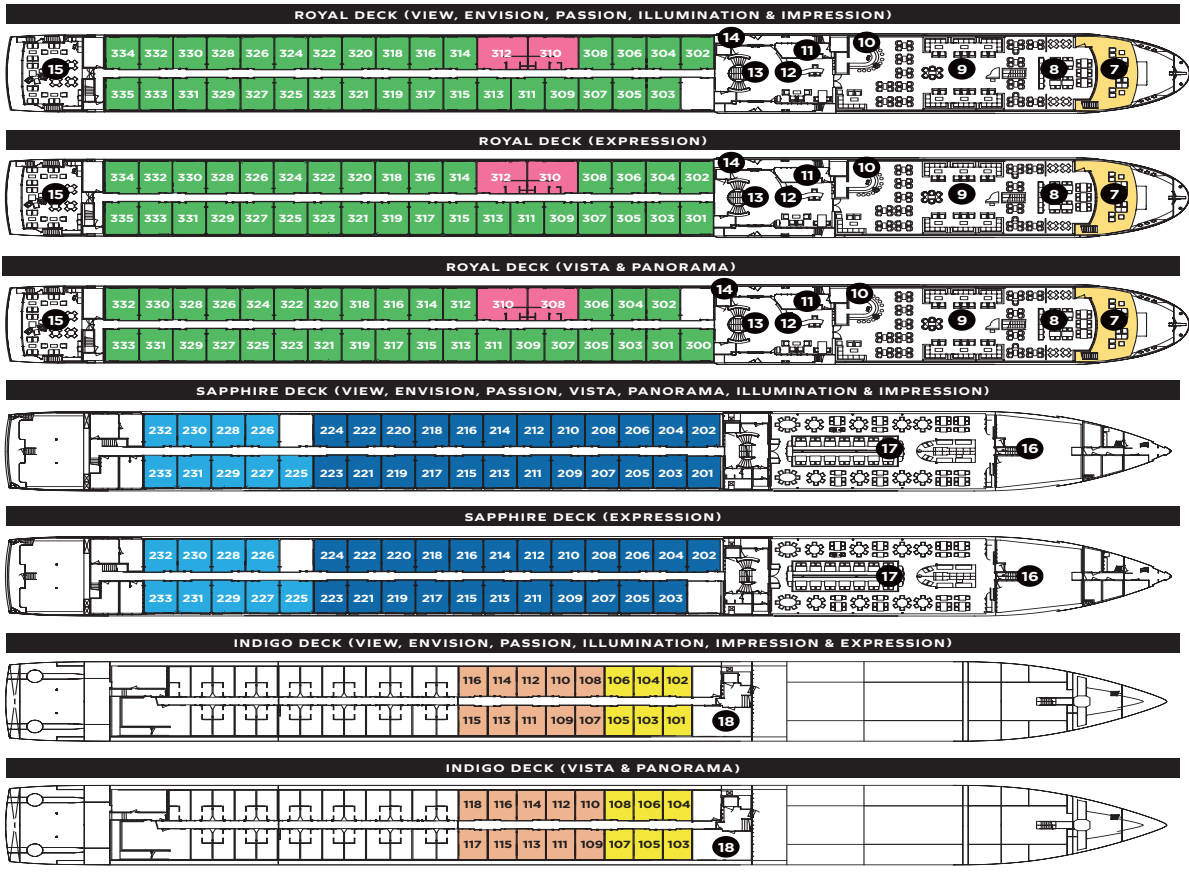 ROYAL DECK (VIEW, ENVISION, PASSION, ILLUMINATION & IMPRESSION)
14 11 10
334 332 330 328 326 324 322 320 318 316 314 312 310 308 306 304 302
15 13 12 9 8 7
335 333 331 329 327 325 323 321 319 317 315 313 311 309 307 305 303
ROYAL DECK (EXPRESSION)
14 11 10
334 332 330 328 326 324 322 320 318 316 314 312 310 308 306 304 302
15 13 12 9 8 7
335 333 331 329 327 325 323 321 319 317 315 313 311 309 307 305 303 301
ROYAL DECK (VISTA & PANORAMA)
14 11 10
332 330 328 326 324 322 320 318 316 314 312 310 308 306 304 302
15 13 12 9 8 7
333 331 329 327 325 323 321 319 317 315 313 311 309 307 305 303 301 300
SAPPHIRE DECK (VIEW, ENVISION, PASSION, VISTA, PANORAMA, ILLUMINATION & IMPRESSION)
232 230 228 226 224 222 220 218 216 214 212 210 208 206 204 202
17 16
233 231 229 227 225 223 221 219 217 215 213 211 209 207 205 203 201
SAPPHIRE DECK (EXPRESSION)
232 230 228 226 224 222 220 218 216 214 212 210 208 206 204 202
17 16
233 231 229 227 225 223 221 219 217 215 213 211 209 207 205 203
INDIGO DECK (VIEW, ENVISION, PASSION, ILLUMINATION, IMPRESSION & EXPRESSION)
116 114 112 110 108 106 104 102
115 113 111 109 107 105 103 101 18
INDIGO DECK (VISTA & PANORAMA)
118 116 114 112 110 108 106 104
117 115 113 111 109 107 105 103 18